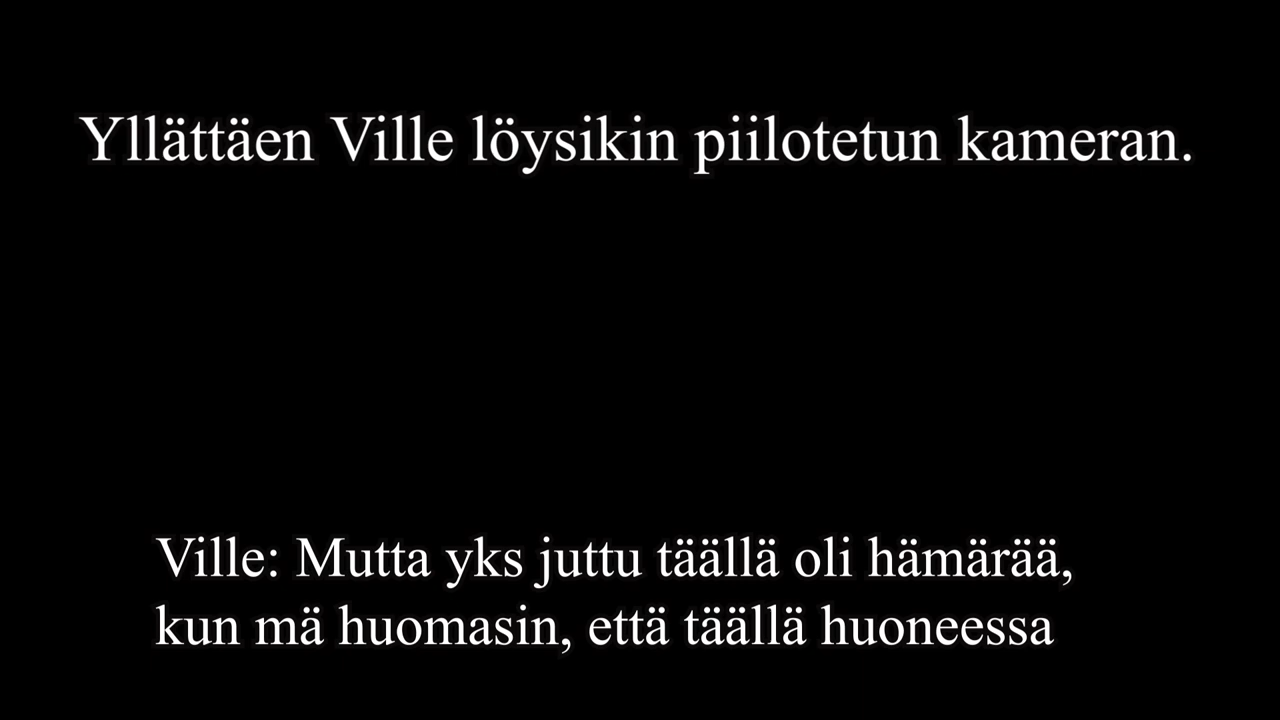 Yllättäen Ville löysikin piilotetun kameran.
Ville: Mutta yks juttu täällä oli hämärää,
kun mä huomasin, että täällä huoneessa